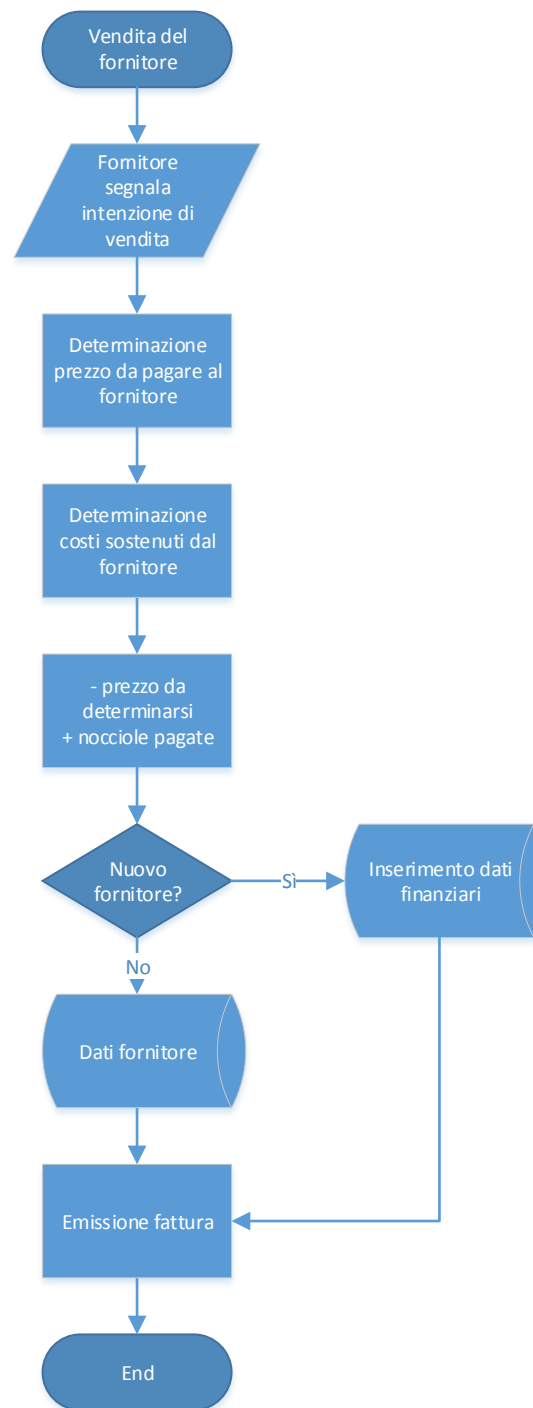 Vendita del
fornitore
Fornitore
segnala
intenzione di
vendita
Determinazione
prezzo da pagare al
fornitore
Determinazione
costi sostenuti dal
fornitore
- prezzo da
determinarsi
+ nocciole pagate
Nuovo
fornitore?
Sì
Inserimento dati
finanziari
No
Dati fornitore
Emissione fattura
End